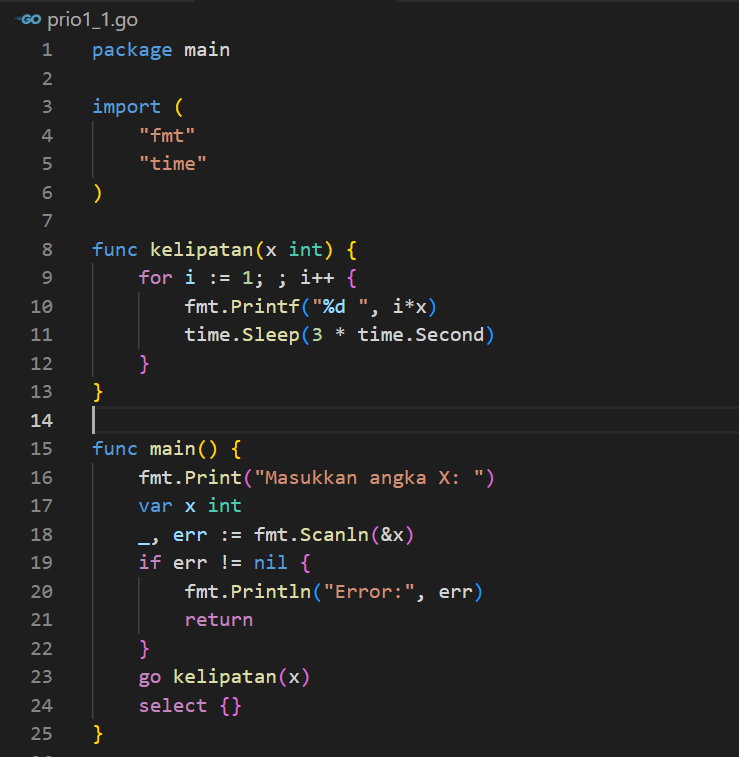 GO prio1_1.go
1 package main
2
3 import (
4     "fmt"
5     "time"
6 )
7
8 func kelipatan(x int) {
9     for i := 1; ; i++ {
10         fmt.Printf("%d ", i*x)
11         time.Sleep(3 * time.Second)
12     }
13 }
14
15 func main() {
16     fmt.Print("Masukkan angka X: ")
17     var x int
18     _, err := fmt.Scanln(&x)
19     if err != nil {
20         fmt.Println("Error:", err)
21         return
22     }
23     go kelipatan(x)
24     select {}
25 }